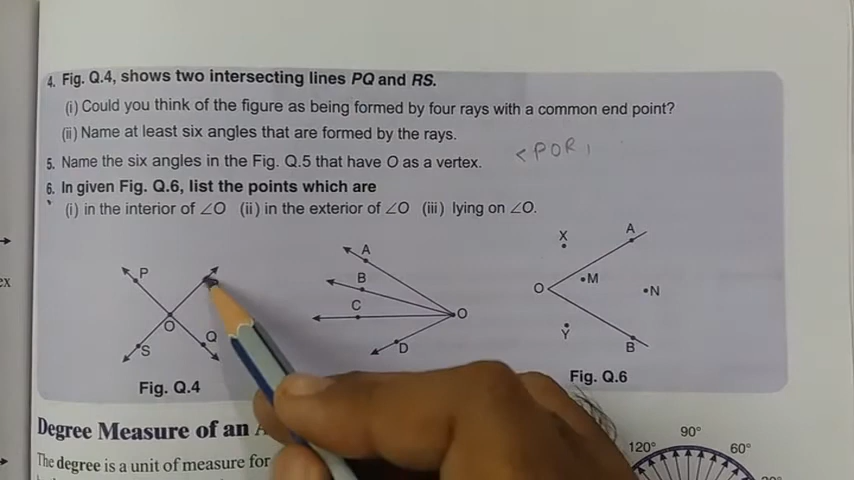 4. Fig. Q.4, shows two intersecting lines PQ and RS.
(i) Could you think of the figure as being formed by four rays with a common end point?
(ii) Name at least six angles that are formed by the rays.
<POR,
5. Name the six angles in the Fig. Q.5 that have O as a vertex.
6. In given Fig. Q.6, list the points which are
(i) in the interior of ∠O (ii) in the exterior of ∠O (iii) lying on ∠O.
P
O
S
Q
Fig. Q.4
A
B
C
D
O
X
A
O
M
N
Y
B
Fig. Q.6
Degree Measure of an
The degree is a unit of measure for
120°
90°
60°